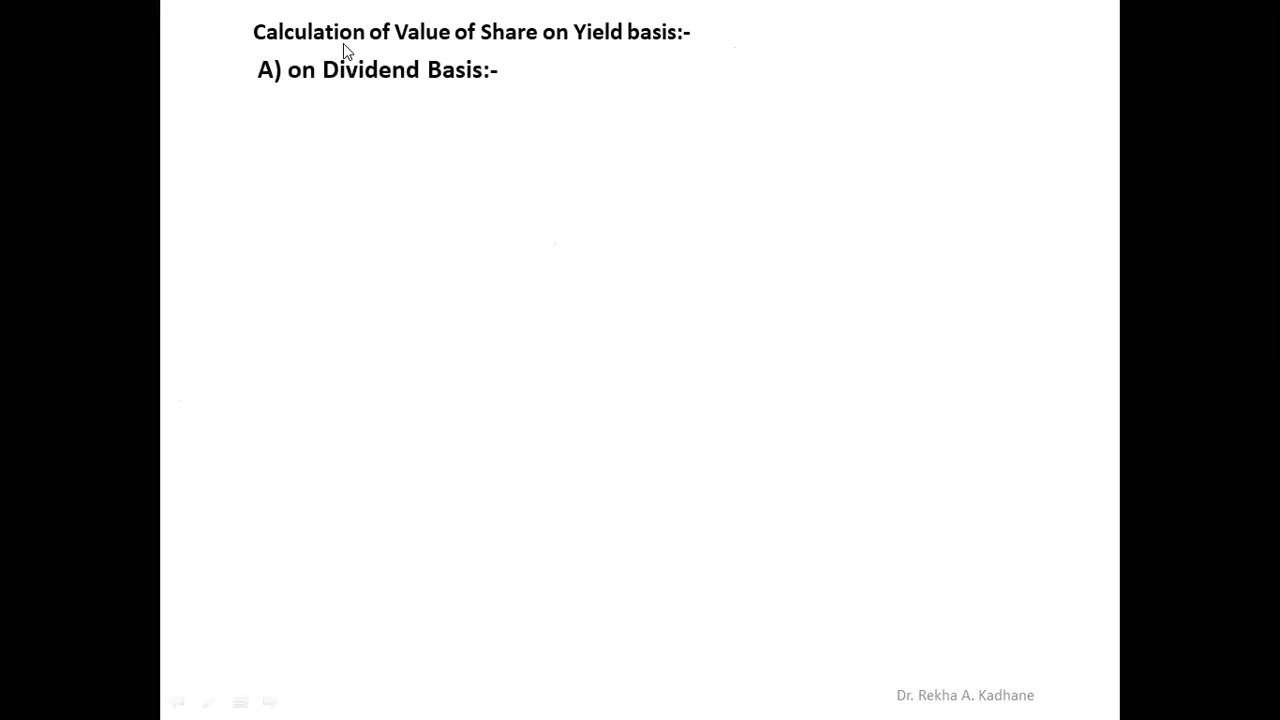 Calculation of Value of Share on Yield basis:-
A) on Dividend Basis:-
Dr. Rekha A. Kadhane